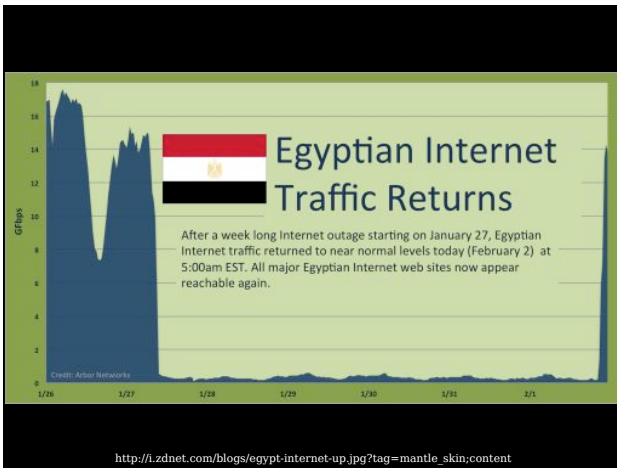 18
Egyptian Internet
Traffic Returns
After a week long Internet outage starting on January 27, Egyptian
Internet traffic returned to near normal levels today (February 2) at
5:00am EST. All major Egyptian Internet web sites now appear
reachable again.
16
14
12
10
8
6
4
2
0
GFbps
Credit: Arbor Networks
1/26 1/27 1/28 1/29 1/30 1/31 2/1
http://i.zdnet.com/blogs/egypt-internet-up.jpg?tag=mantle_skin;content